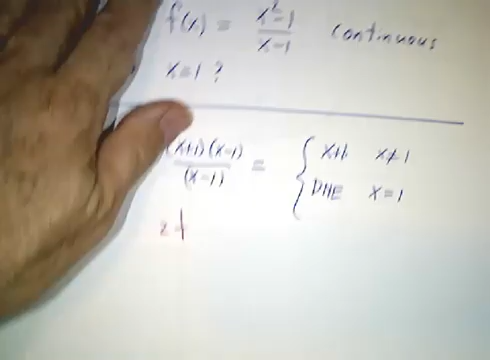 f(x) = x²-1 / x-1 continuous
x=1 ?
(x+1)(x-1) / (x-1) = { x+1 x≠1
DNE x=1